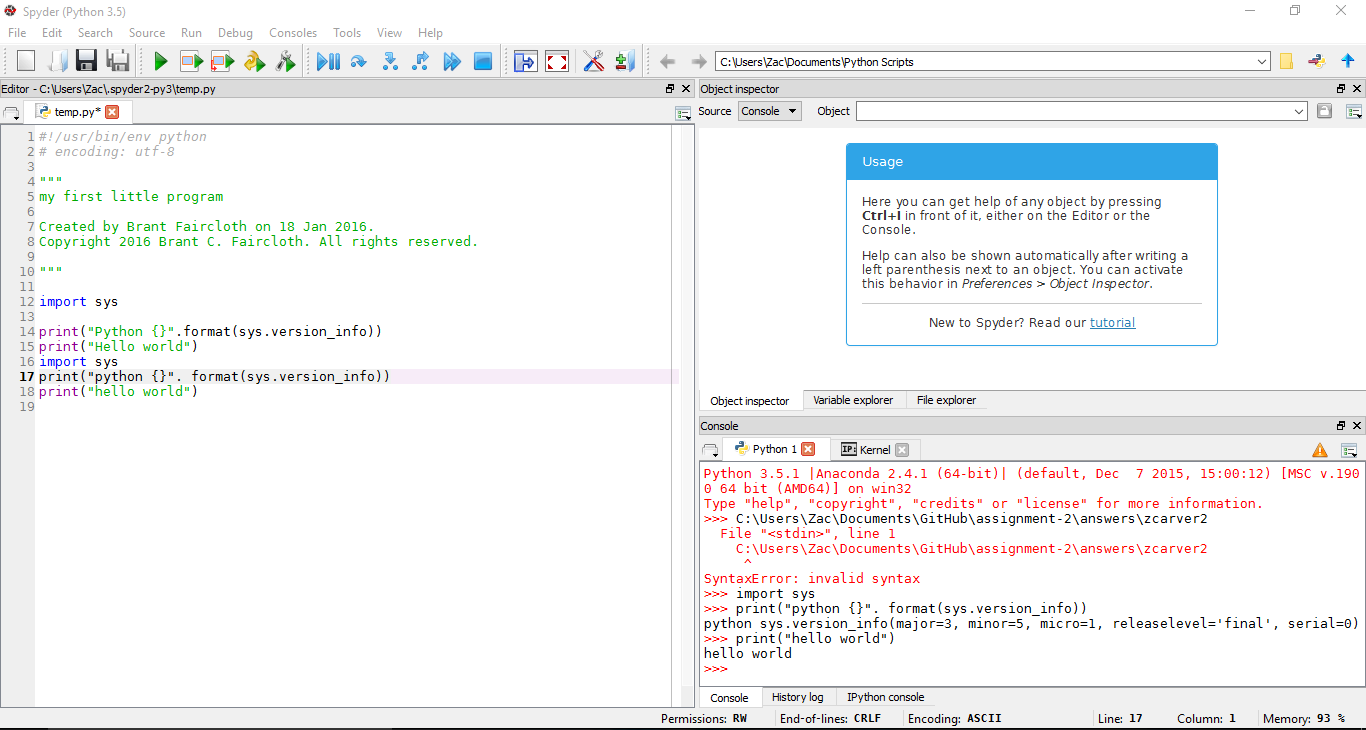 Spyder (Python 3.5)
File Edit Search Source Run Debug Consoles Tools View Help
C:\Users\Zac\Documents\Python Scripts
Editor - C:\Users\Zac\.spyder2-py3\temp.py
temp.py*
1 #!/usr/bin/env python
2 # encoding: utf-8
3
4 """
5 my first little program
6
7 Created by Brant Faircloth on 18 Jan 2016.
8 Copyright 2016 Brant C. Faircloth. All rights reserved.
9
10 """
11
12 import sys
13
14 print("Python {}".format(sys.version_info))
15 print("Hello world")
16 import sys
17 print("python {}". format(sys.version_info))
18 print("hello world")
19
Object inspector
Source Console Object
Usage
Here you can get help of any object by pressing
Ctrl+I in front of it, either on the Editor or the
Console.
Help can also be shown automatically after writing a
left parenthesis next to an object. You can activate
this behavior in Preferences > Object Inspector.
New to Spyder? Read our tutorial
Object inspector Variable explorer File explorer
Console
Python 1 IP: Kernel
Python 3.5.1 |Anaconda 2.4.1 (64-bit)| (default, Dec  7 2015, 15:00:12) [MSC v.190
0 64 bit (AMD64)] on win32
Type "help", "copyright", "credits" or "license" for more information.
>>> C:\Users\Zac\Documents\GitHub\assignment-2\answers\zcarver2
  File "<stdin>", line 1
    C:\Users\Zac\Documents\GitHub\assignment-2\answers\zcarver2
     ^
SyntaxError: invalid syntax
>>> import sys
>>> print("python {}". format(sys.version_info))
python sys.version_info(major=3, minor=5, micro=1, releaselevel='final', serial=0)
>>> print("hello world")
hello world
>>>
Console History log IPython console
Permissions: RW End-of-lines: CRLF Encoding: ASCII Line: 17 Column: 1 Memory: 93 %